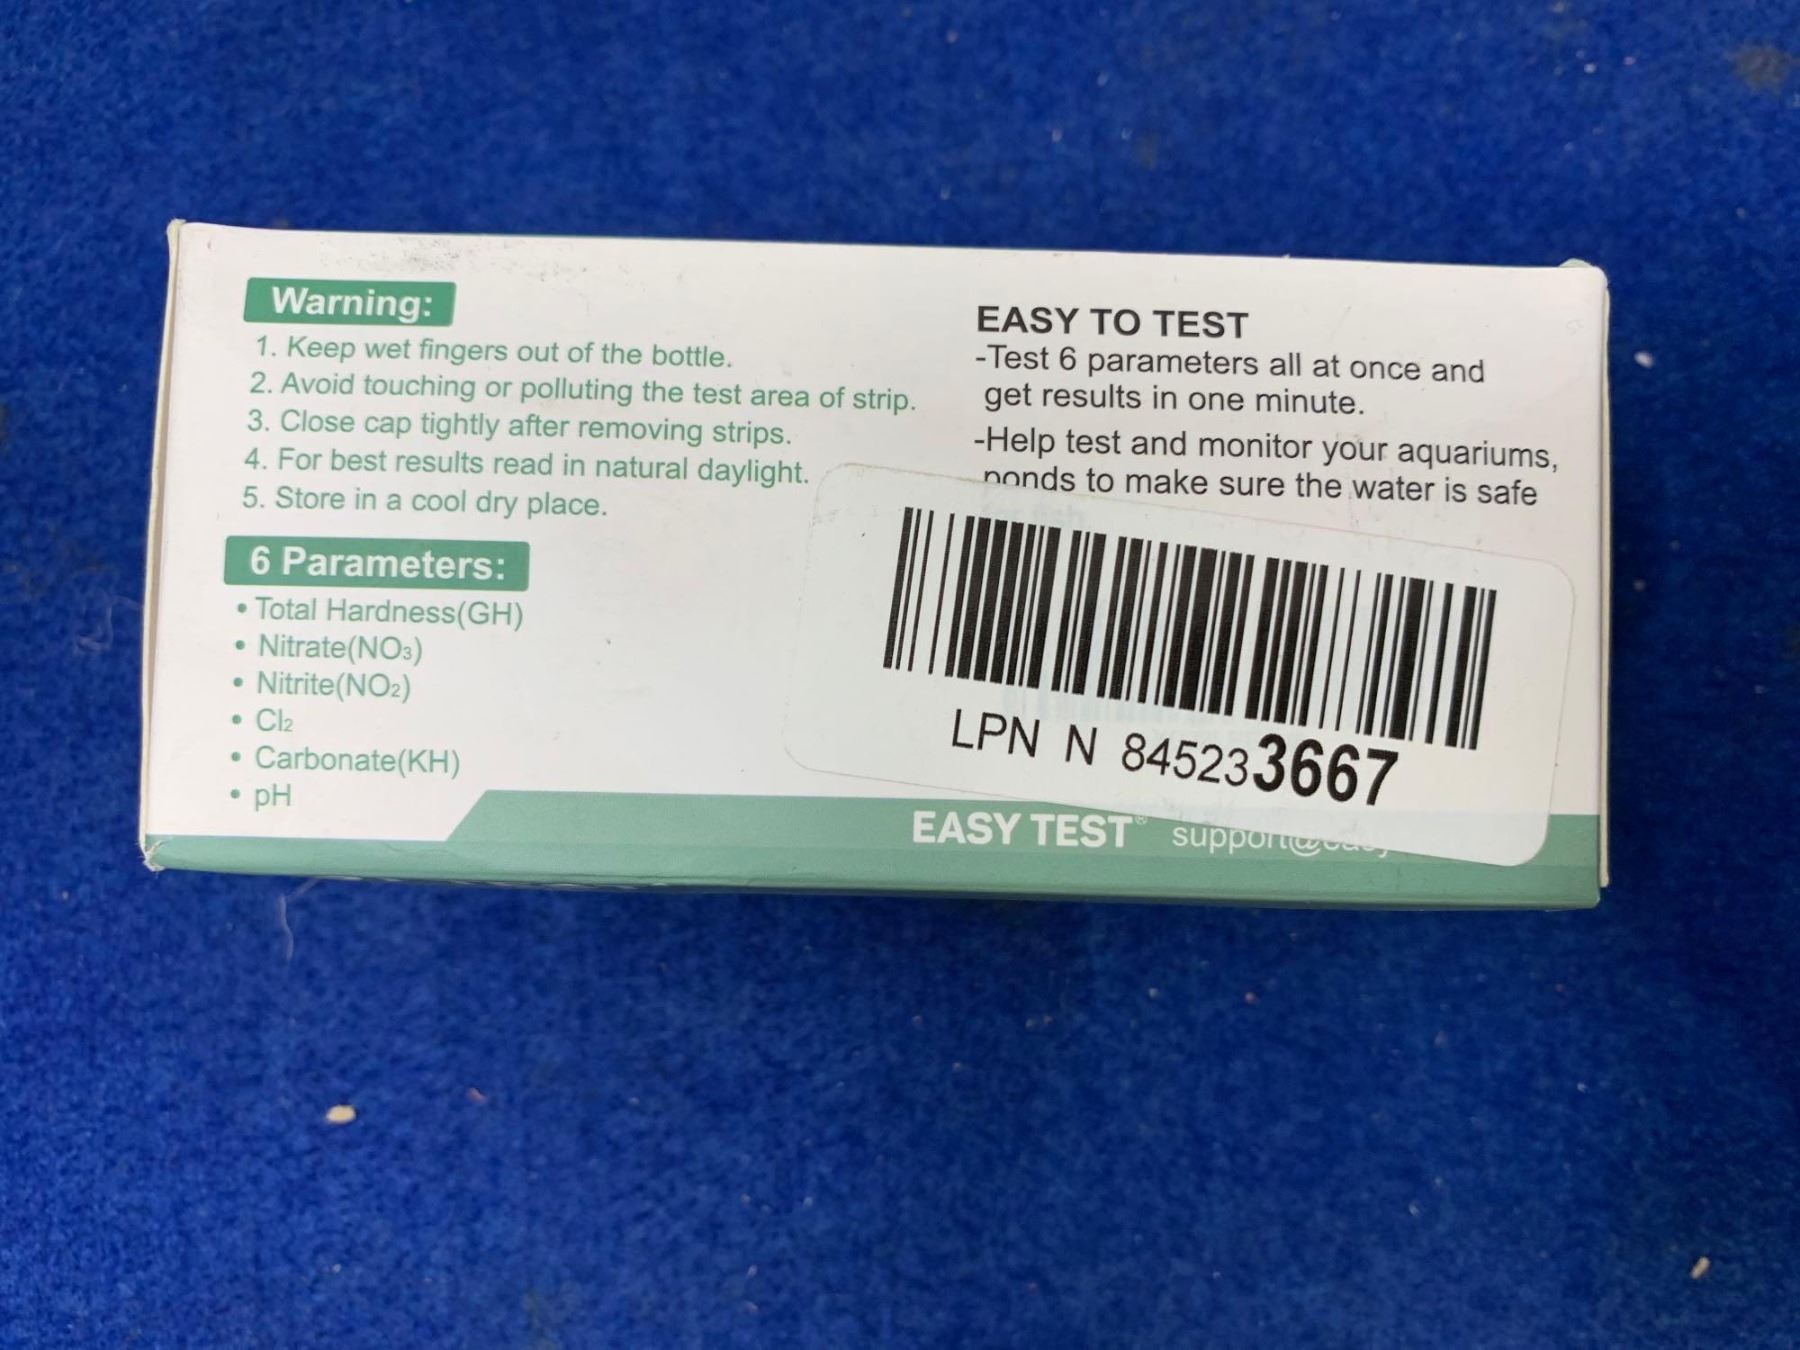 Warning:
1. Keep wet fingers out of the bottle.
2. Avoid touching or polluting the test area of strip.
3. Close cap tightly after removing strips.
4. For best results read in natural daylight.
5. Store in a cool dry place.
6 Parameters:
• Total Hardness(GH)
• Nitrate(NO₃)
• Nitrite(NO₂)
• Cl₂
• Carbonate(KH)
• pH
EASY TO TEST
-Test 6 parameters all at once and
get results in one minute.
-Help test and monitor your aquariums,
ponds to make sure the water is safe
LPN N 845233667
EASY TEST® support@